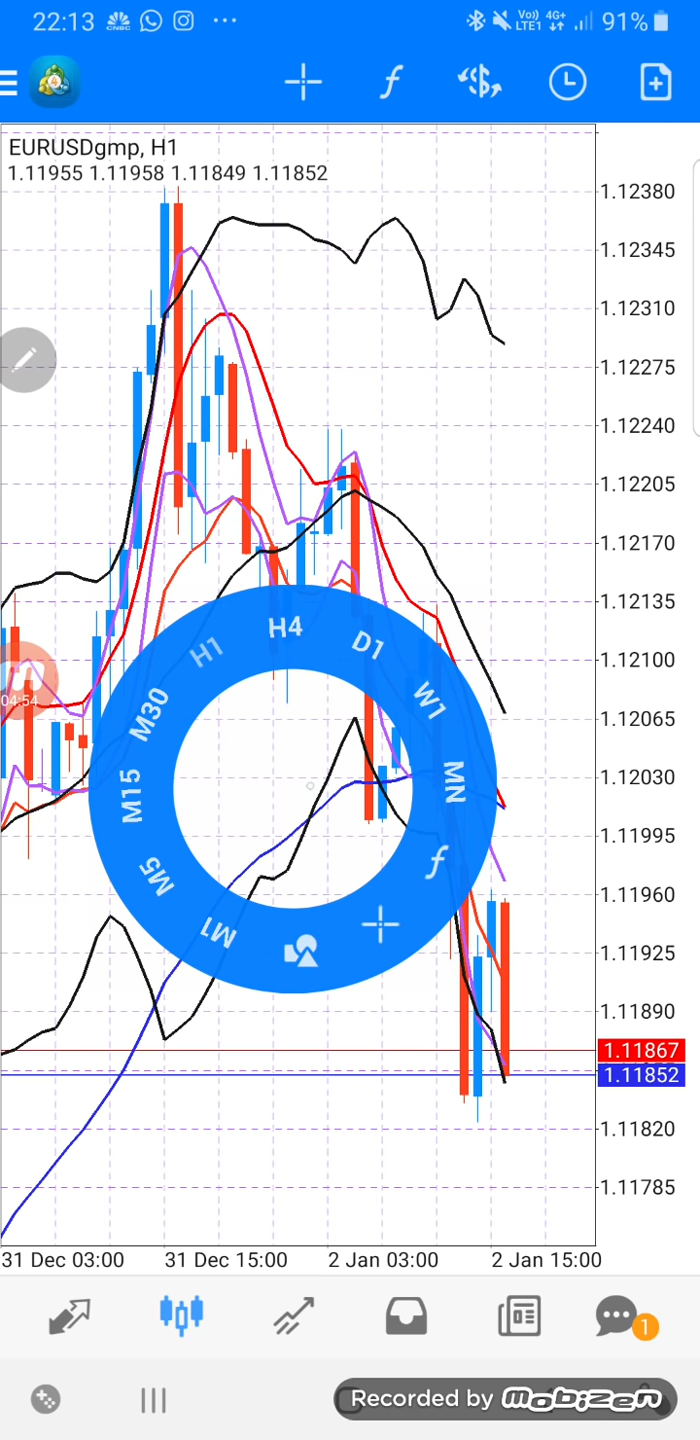 22:13 CNBC Vo)) LTE1 4G+ 91%
EURUSDgmp, H1
1.11955 1.11958 1.11849 1.11852
1.12380
1.12345
1.12310
1.12275
1.12240
1.12205
1.12170
1.12135
1.12100
1.12065
1.12030
1.11995
1.11960
1.11925
1.11890
1.11867
1.11852
1.11820
1.11785
04:54
H4
D1
W1
MN
f
M1
M5
M15
M30
H1
31 Dec 03:00 31 Dec 15:00 2 Jan 03:00 2 Jan 15:00
1
Recorded by mobizen